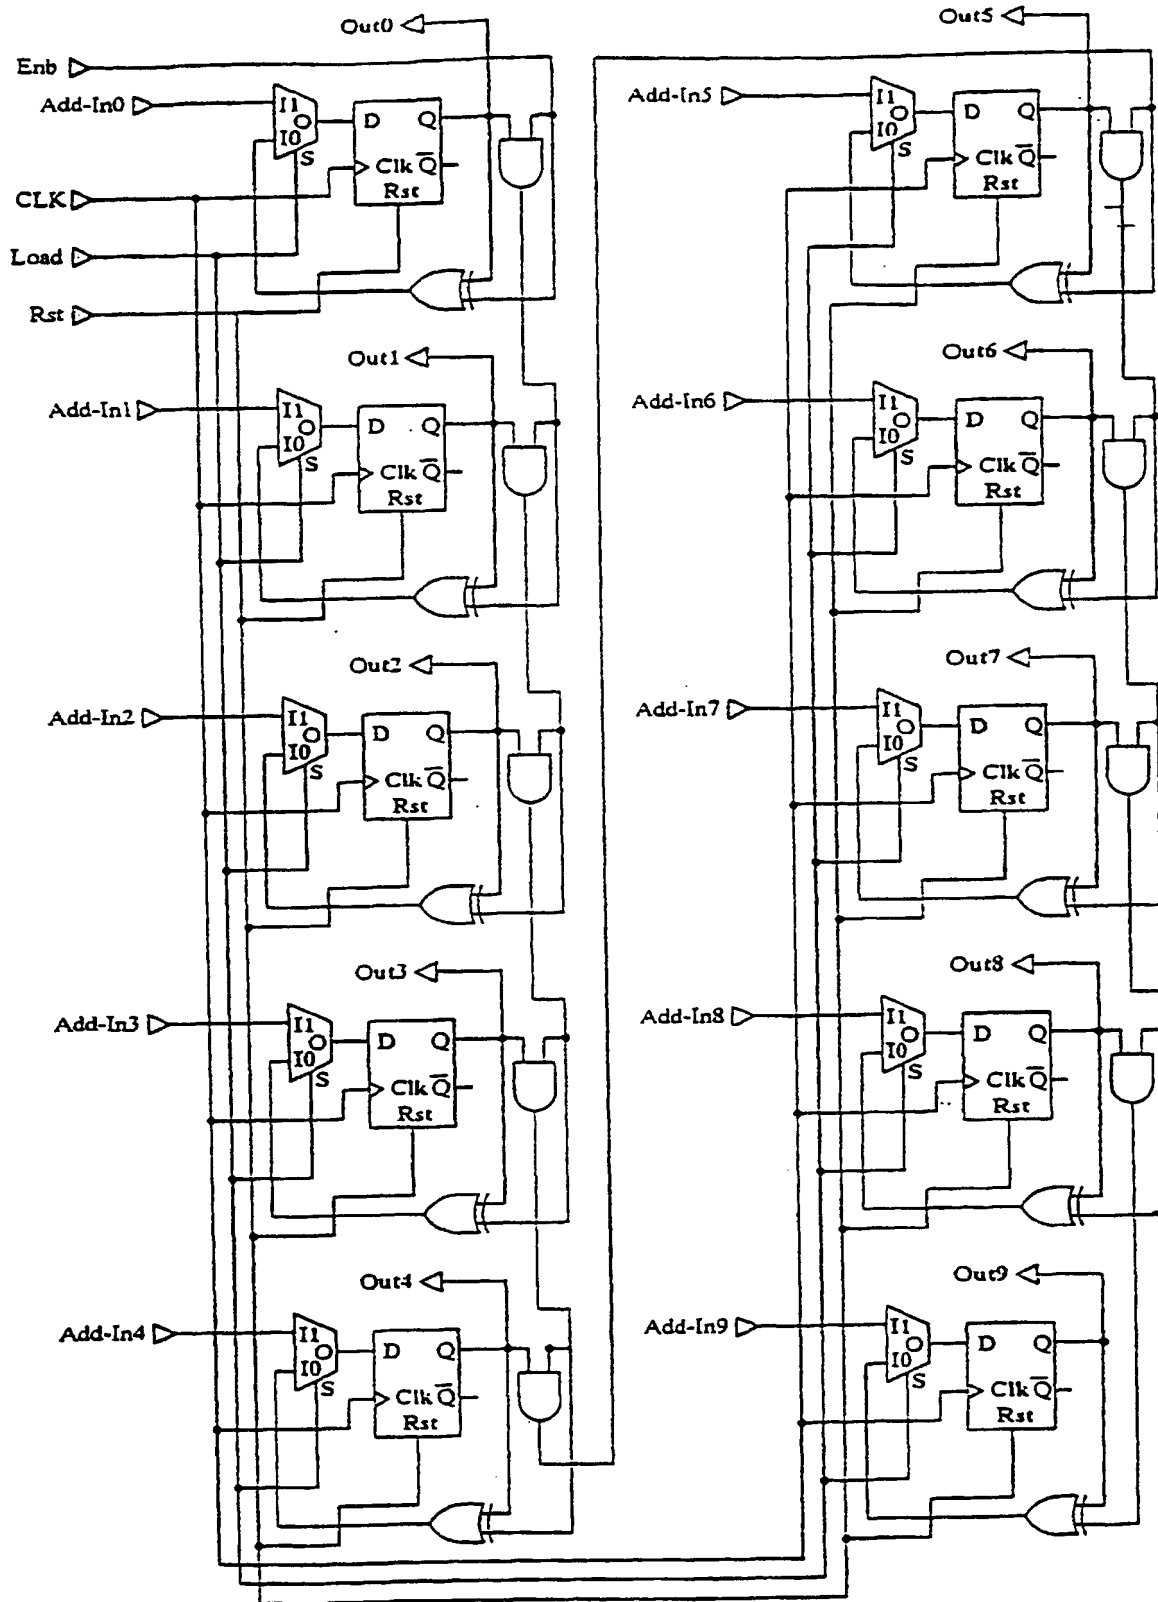 Out0
Enb
Add-In0
I1
O
I0
S
D Q
Clk Q
Rst
CLK
Load
Rst
Out1
Add-In1
I1
O
I0
S
D Q
Clk Q
Rst
Out2
Add-In2
I1
O
I0
S
D Q
Clk Q
Rst
Out3
Add-In3
I1
O
I0
S
D Q
Clk Q
Rst
Out4
Add-In4
I1
O
I0
S
D Q
Clk Q
Rst
Out5
Add-In5
I1
O
I0
S
D Q
Clk Q
Rst
Out6
Add-In6
I1
O
I0
S
D Q
Clk Q
Rst
Out7
Add-In7
I1
O
I0
S
D Q
Clk Q
Rst
Out8
Add-In8
I1
O
I0
S
D Q
Clk Q
Rst
Out9
Add-In9
I1
O
I0
S
D Q
Clk Q
Rst